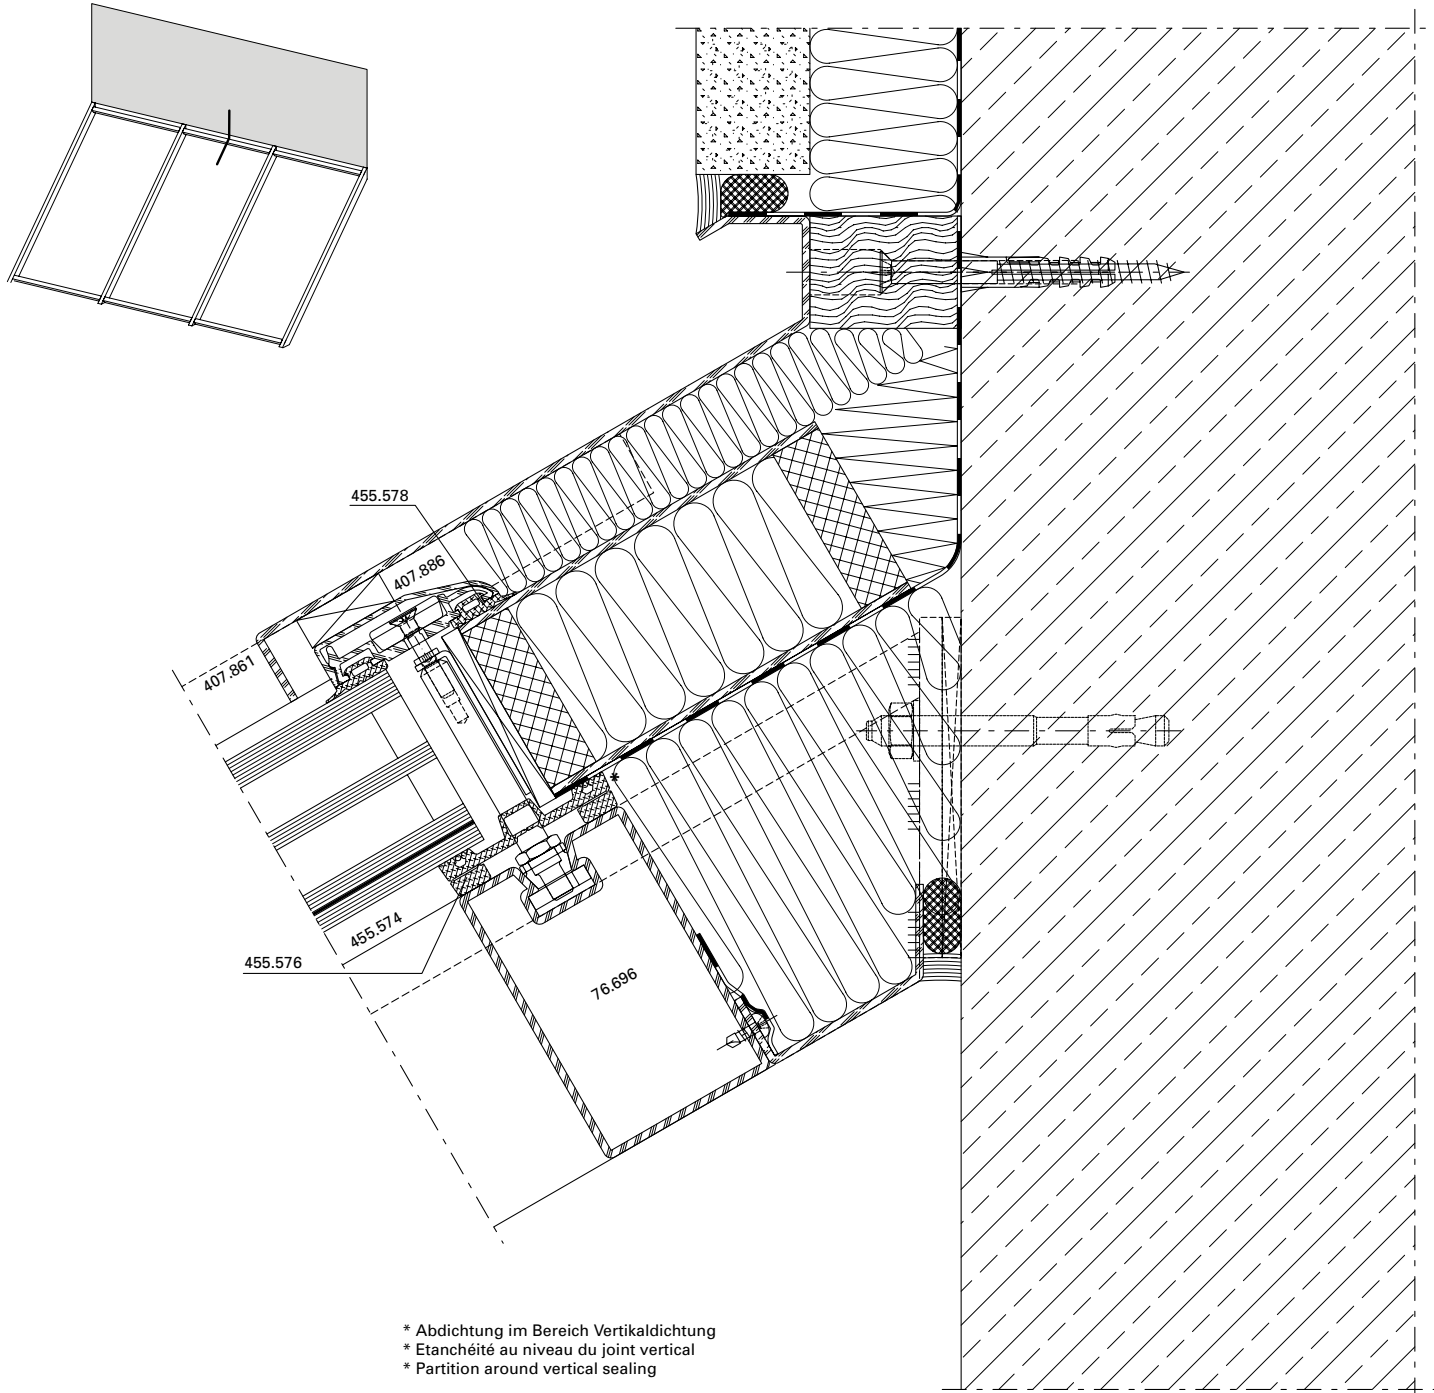 455.578
407.886
407.861
455.574
455.576
76.696
*
* Abdichtung im Bereich Vertikaldichtung
* Etanchéité au niveau du joint vertical
* Partition around vertical sealing